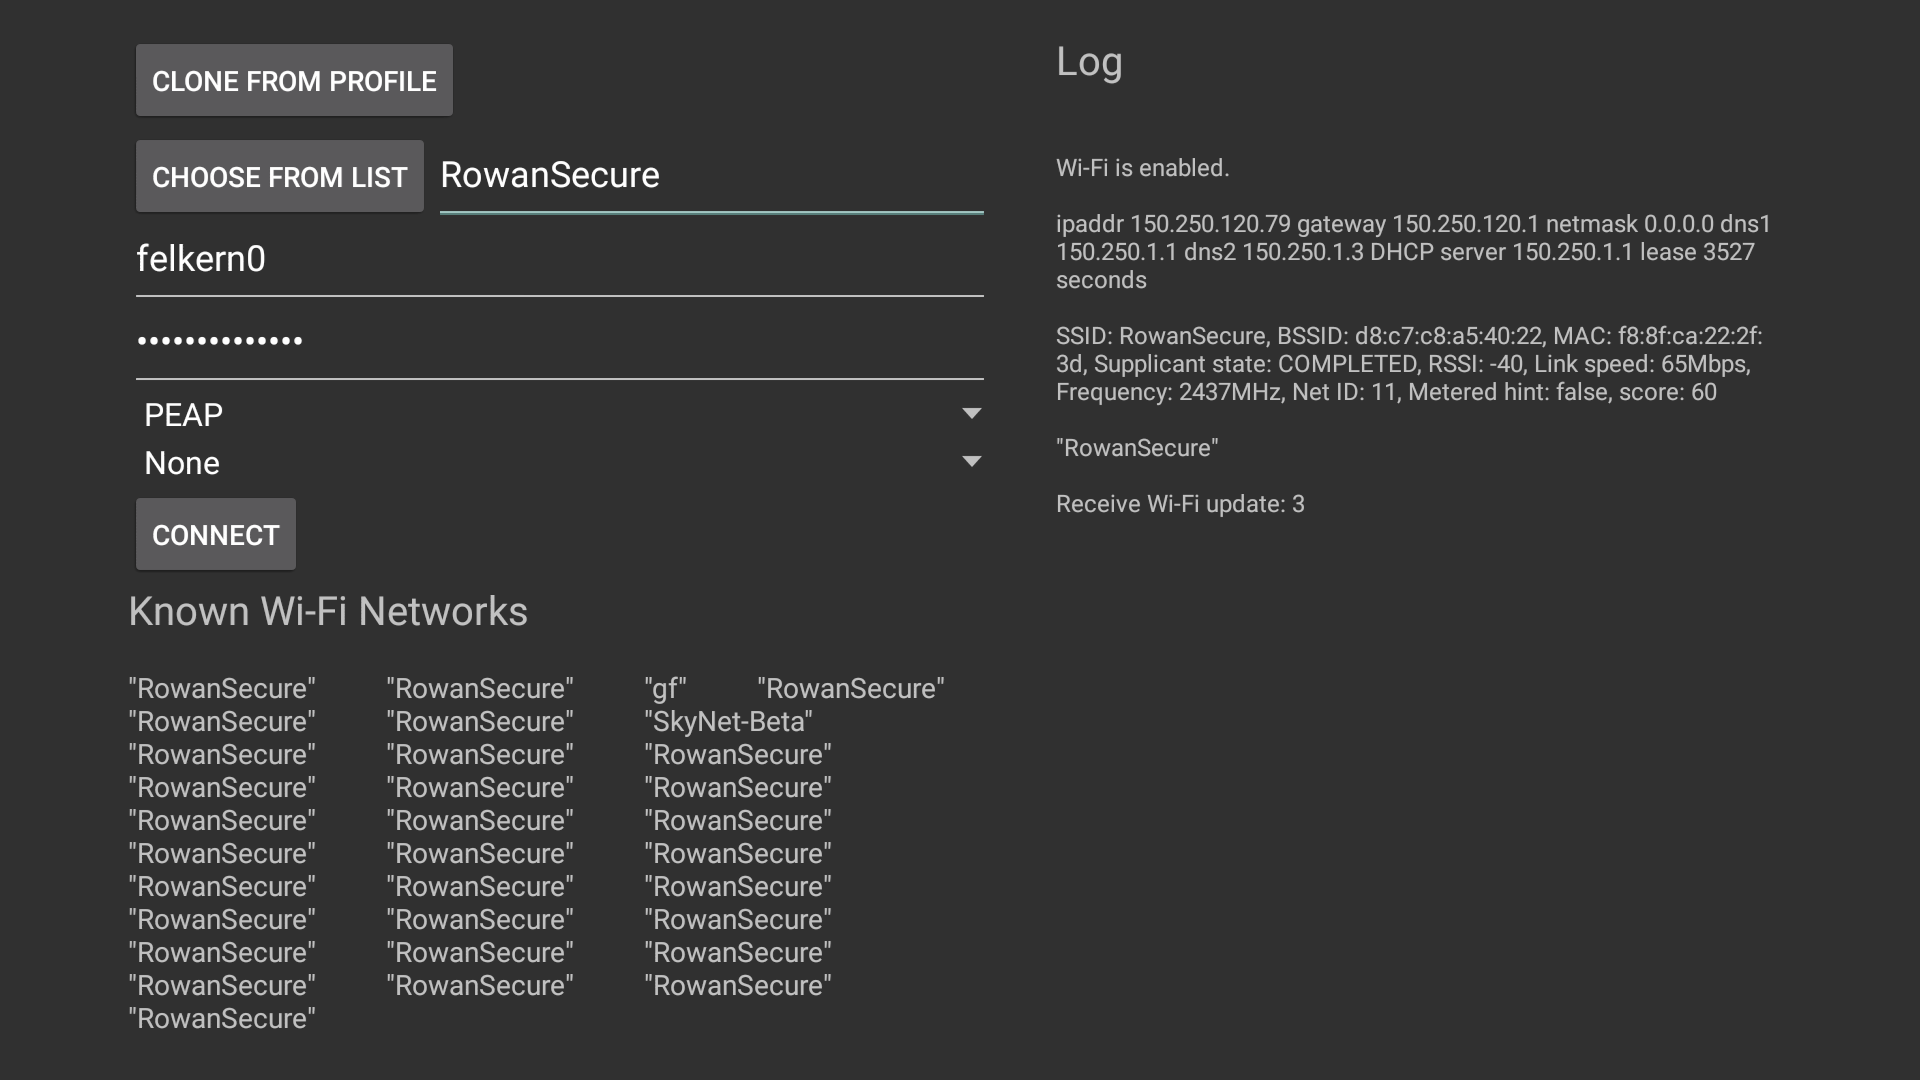 CLONE FROM PROFILE
CHOOSE FROM LIST RowanSecure
felkern0
••••••••••••••
PEAP
None
CONNECT
Known Wi-Fi Networks
"RowanSecure" "RowanSecure" "gf" "RowanSecure"
"RowanSecure" "RowanSecure" "SkyNet-Beta"
"RowanSecure" "RowanSecure" "RowanSecure"
"RowanSecure" "RowanSecure" "RowanSecure"
"RowanSecure" "RowanSecure" "RowanSecure"
"RowanSecure" "RowanSecure" "RowanSecure"
"RowanSecure" "RowanSecure" "RowanSecure"
"RowanSecure" "RowanSecure" "RowanSecure"
"RowanSecure" "RowanSecure" "RowanSecure"
"RowanSecure" "RowanSecure" "RowanSecure"
"RowanSecure"
Log
Wi-Fi is enabled.
ipaddr 150.250.120.79 gateway 150.250.120.1 netmask 0.0.0.0 dns1
150.250.1.1 dns2 150.250.1.3 DHCP server 150.250.1.1 lease 3527
seconds
SSID: RowanSecure, BSSID: d8:c7:c8:a5:40:22, MAC: f8:8f:ca:22:2f:
3d, Supplicant state: COMPLETED, RSSI: -40, Link speed: 65Mbps,
Frequency: 2437MHz, Net ID: 11, Metered hint: false, score: 60
"RowanSecure"
Receive Wi-Fi update: 3